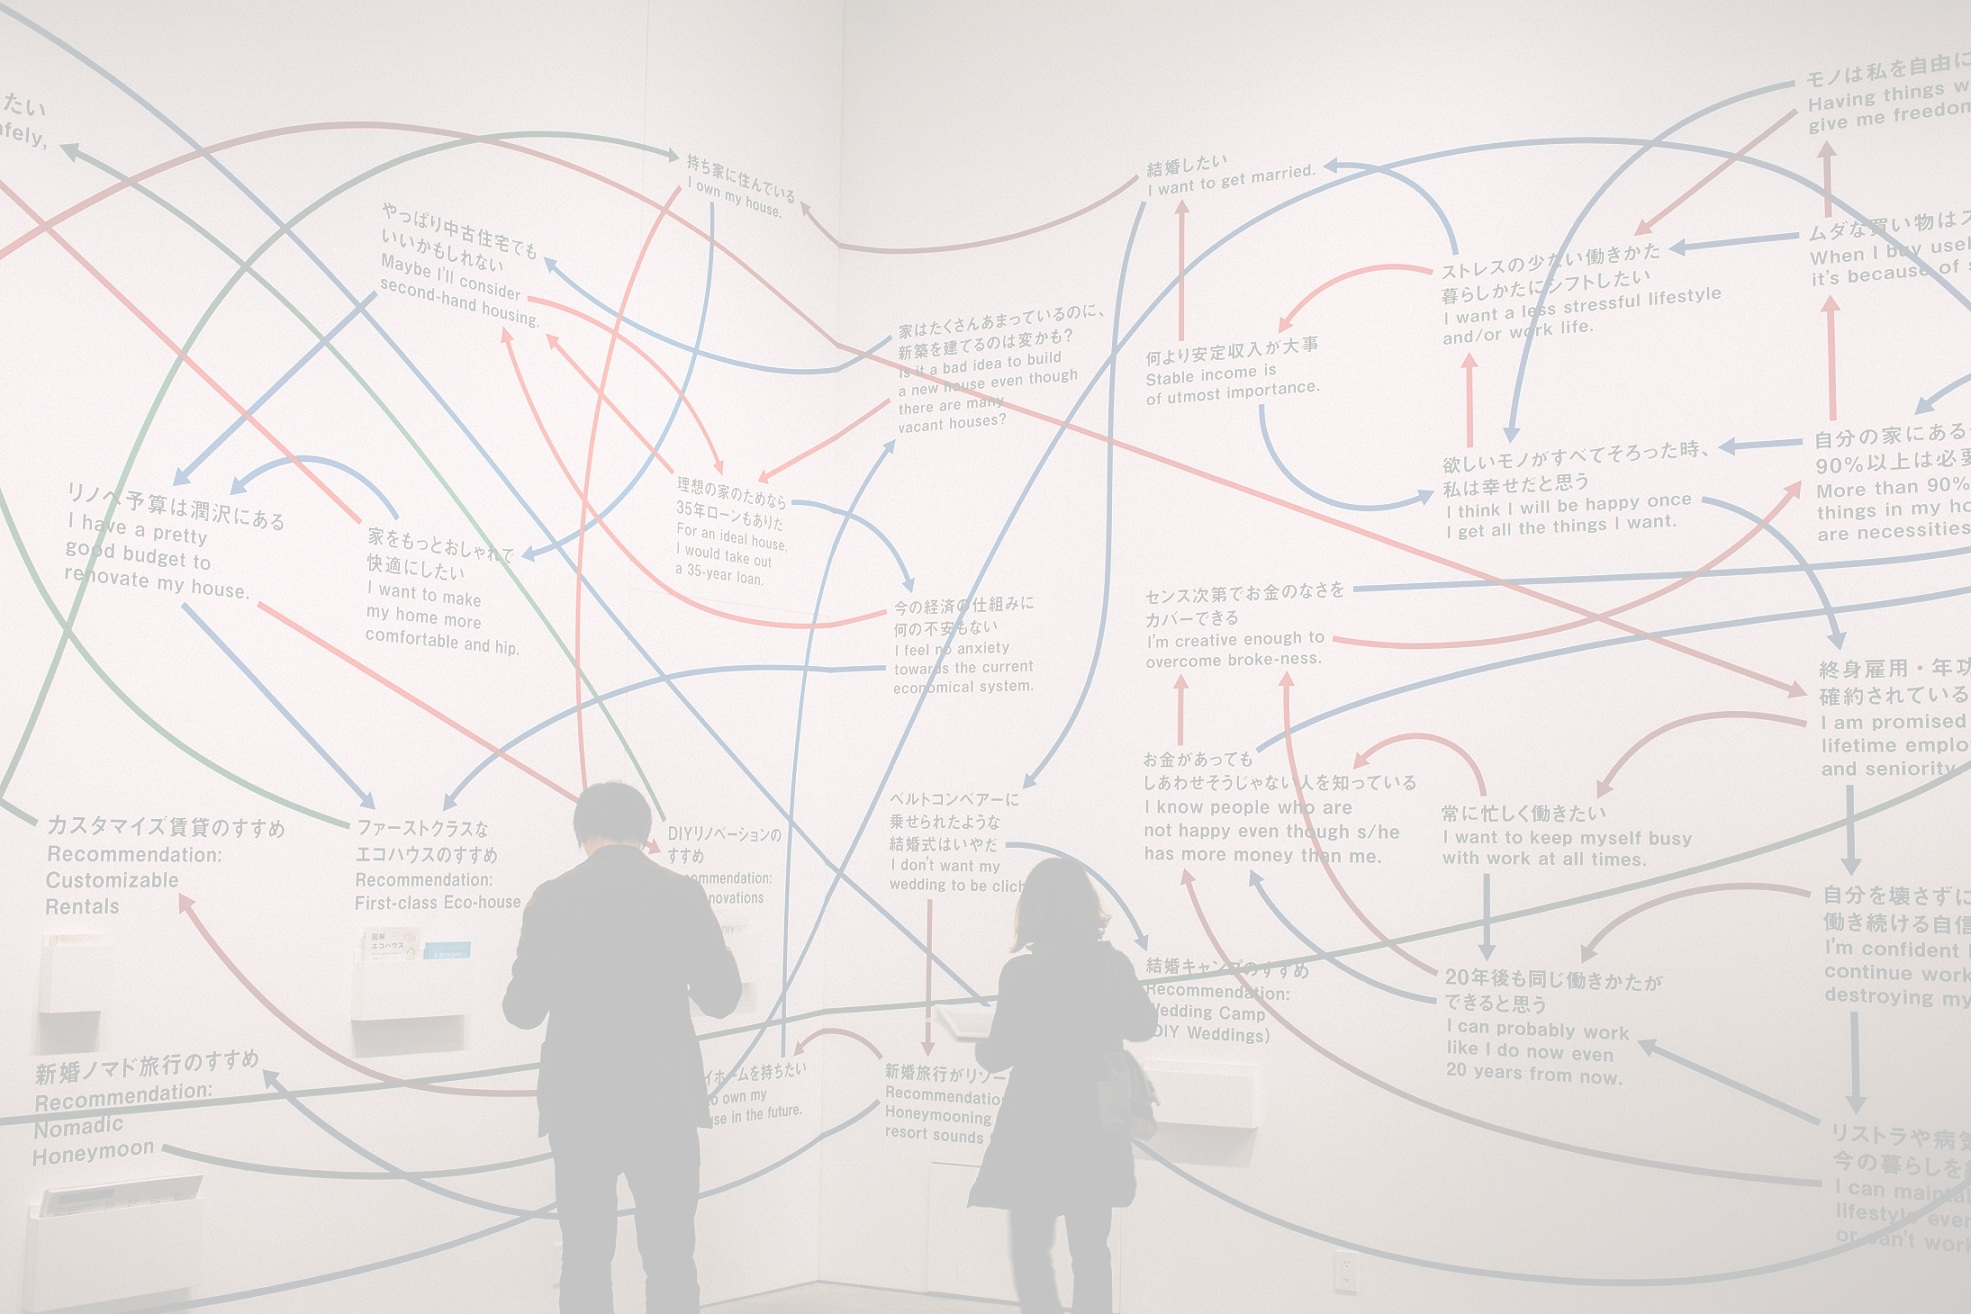 たい
afely,
持ち家に住んでいる
I own my house.
やっぱり中古住宅でも
いいかもしれない
Maybe I'll consider
second-hand housing.
家はたくさんあまっているのに、
新築を建てるのは変かも?
Is it a bad idea to build
a new house even though
there are many
vacant houses?
リノベ予算は潤沢にある
I have a pretty
good budget to
renovate my house.
家をもっとおしゃれで
快適にしたい
I want to make
my home more
comfortable and hip.
理想の家のためなら
35年ローンもありだ
For an ideal house,
I would take out
a 35-year loan.
今の経済の仕組みに
何の不安もない
I feel no anxiety
towards the current
economical system.
カスタマイズ賃貸のすすめ
Recommendation:
Customizable
Rentals
ファーストクラスな
エコハウスのすすめ
Recommendation:
First-class Eco-house
DIYリノベーションの
すすめ
ommendation:
novations
図解
エコハウス
新婚ノマド旅行のすすめ
Recommendation:
Nomadic
Honeymoon
イホームを持ちたい
to own my
use in the future.
ベルトコンベアーに
乗せられたような
結婚式はいやだ
I don't want my
wedding to be clich
新婚旅行がリゾー
Recommendation
Honeymooning
resort sounds
結婚キャンプのすすめ
Recommendation:
Wedding Camp
DIY Weddings)
結婚したい
I want to get married.
何より安定収入が大事
Stable income is
of utmost importance.
ストレスの少ない働きかた
暮らしかたにシフトしたい
I want a less stressful lifestyle
and/or work life.
欲しいモノがすべてそろった時、
私は幸せだと思う
I think I will be happy once
I get all the things I want.
センス次第でお金のなさを
カバーできる
I'm creative enough to
overcome broke-ness.
お金があっても
しあわせそうじゃない人を知っている
I know people who are
not happy even though s/he
has more money than me.
常に忙しく働きたい
I want to keep myself busy
with work at all times.
20年後も同じ働きかたが
できると思う
I can probably work
like I do now even
20 years from now.
モノは私を自由に
Having things w
give me freedom
ムダな買い物はス
When I buy usel
it's because of s
自分の家にある
90%以上は必要
More than 90%
things in my ho
are necessities
終身雇用・年功
確約されている
I am promised
lifetime emplo
and seniority
自分を壊さずに
働き続ける自信
I'm confident I
continue work
destroying my
リストラや病気
今の暮らしを維
I can maintai
lifestyle even
or can't work